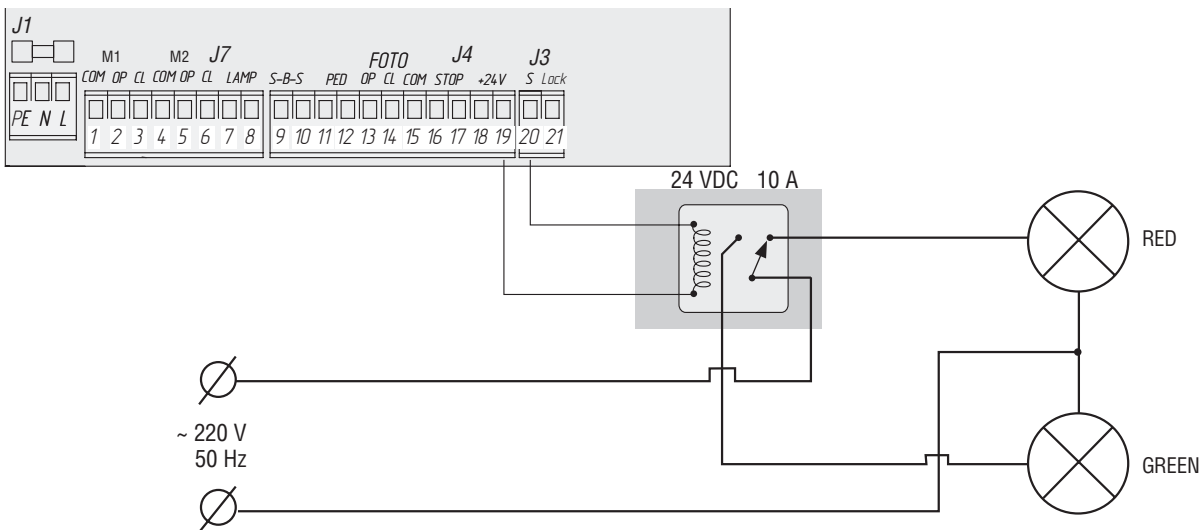 J1
M1 M2 J7 FOTO J4 J3
COM OP CL COM OP CL LAMP S-B-S PED OP CL COM STOP +24V S Lock
PE N L
1 2 3 4 5 6 7 8 9 10 11 12 13 14 15 16 17 18 19 20 21
24 VDC 10 A
RED
~ 220 V
50 Hz
GREEN